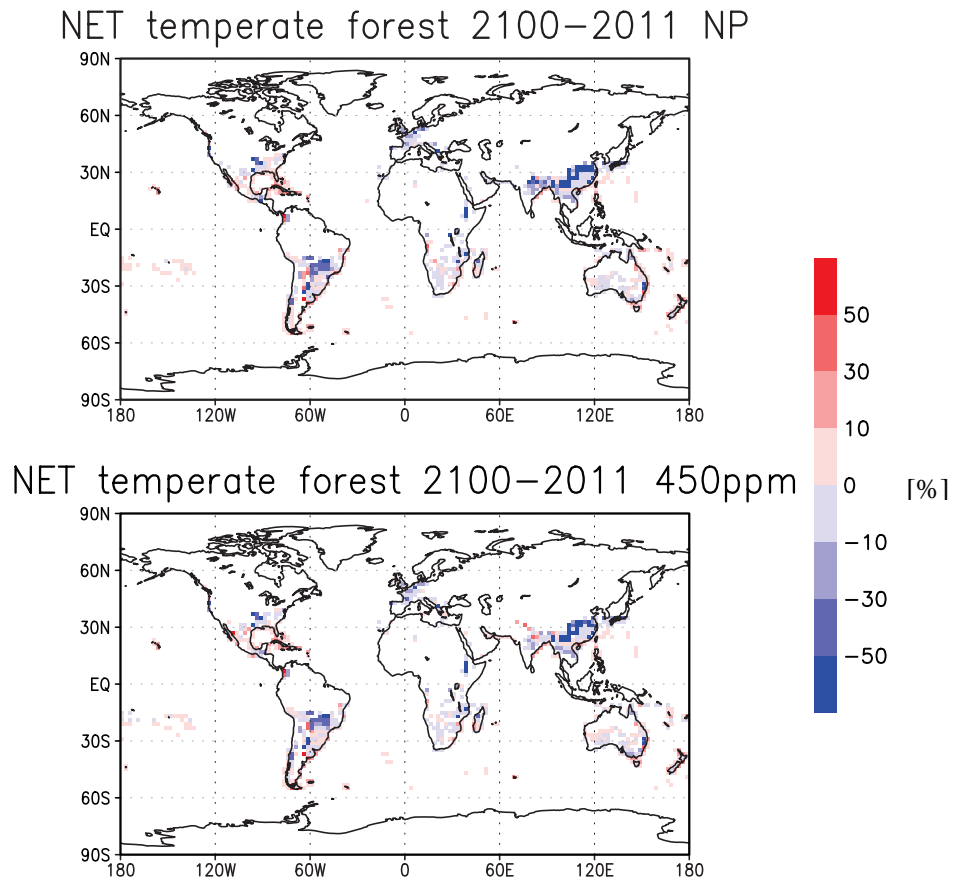 NET temperate forest 2100−2011 NP
90N
60N
30N
EQ
30S
60S
90S
180 120W 60W 0 60E 120E 180
50
30
10
0
−10
−30
−50
[%]
NET temperate forest 2100−2011 450ppm
90N
60N
30N
EQ
30S
60S
90S
180 120W 60W 0 60E 120E 180